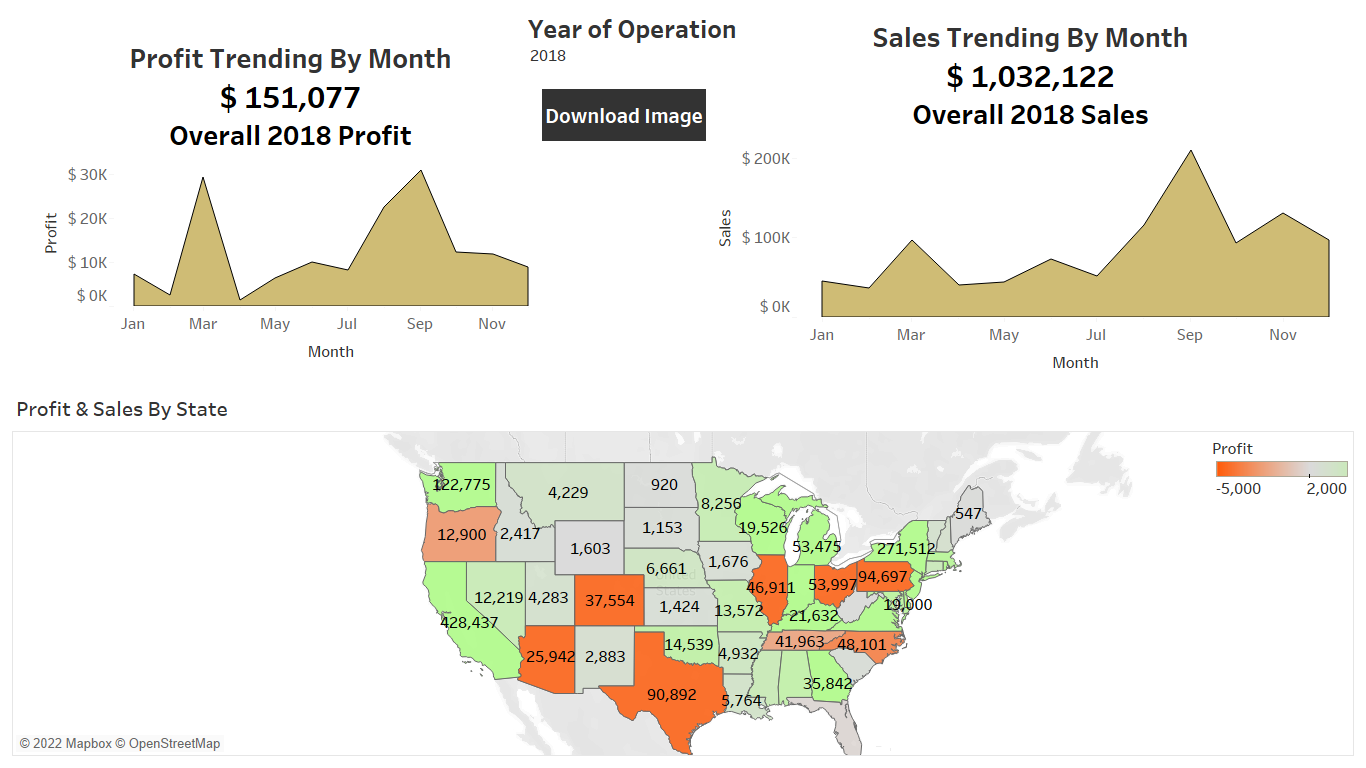 Profit Trending By Month
$ 151,077
Overall 2018 Profit
$ 30K
$ 20K
$ 10K
$ 0K
Profit
Jan Mar May Jul Sep Nov
Month
Year of Operation
2018
Download Image
Sales Trending By Month
$ 1,032,122
Overall 2018 Sales
$ 200K
$ 100K
$ 0K
Sales
Jan Mar May Jul Sep Nov
Month
Profit & Sales By State
Profit
-5,000 2,000
122,775
4,229
920
8,256
547
12,900
2,417
1,153
19,526
1,603
53,475
271,512
6,661
1,676
United
States
12,219
4,283
37,554
1,424
46,911
53,997
94,697
13,572
19,000
428,437
21,632
14,539
41,963
48,101
25,942
2,883
4,932
35,842
90,892
5,764
© 2022 Mapbox © OpenStreetMap